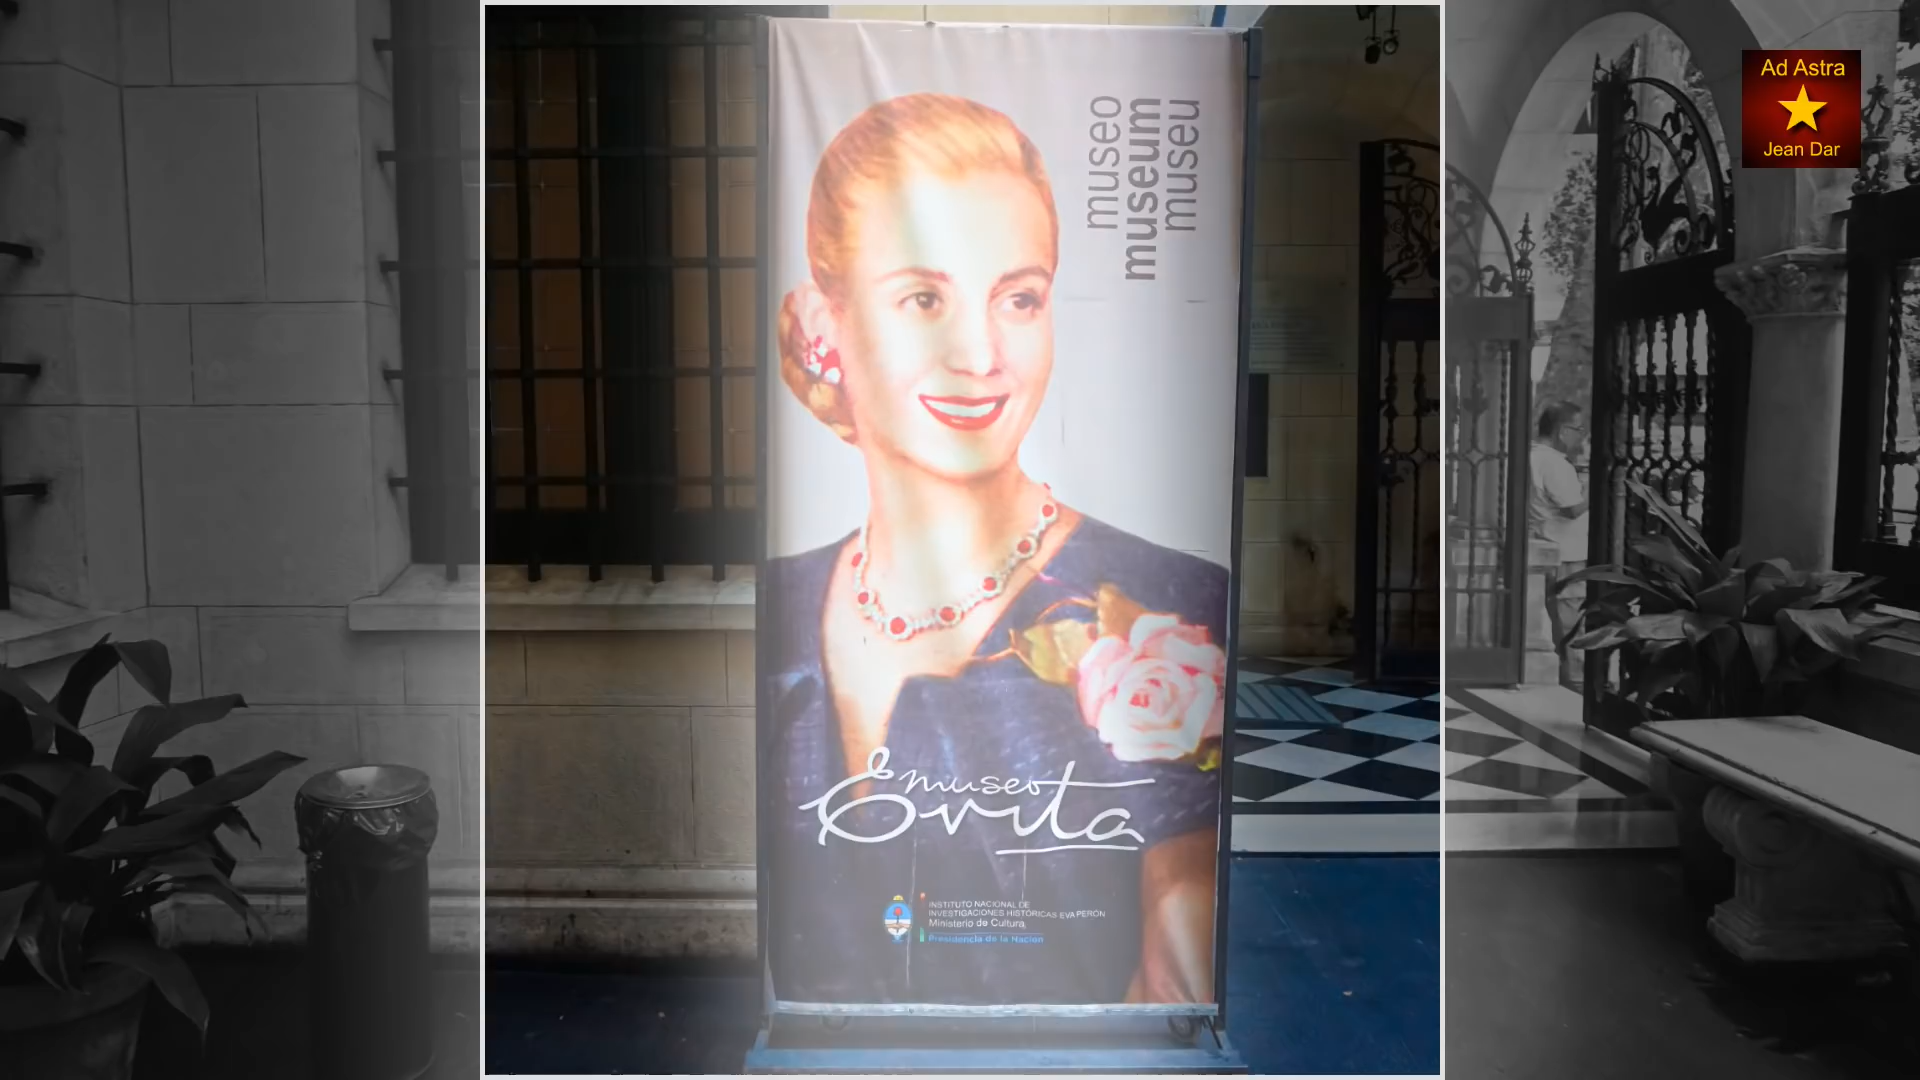 museo
museum
museu
museo
Evita
INSTITUTO NACIONAL DE
INVESTIGACIONES HISTÓRICAS EVA PERÓN
Ministerio de Cultura
Presidencia de la Nación
Ad Astra
Jean Dar